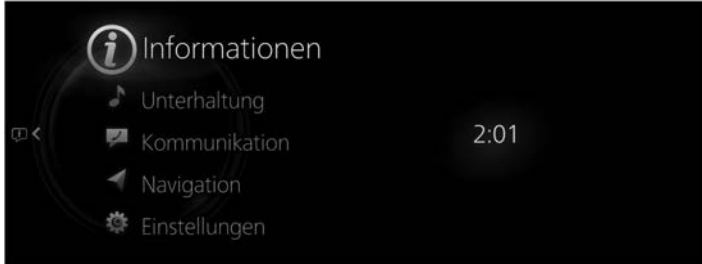 Informationen
Unterhaltung
Kommunikation
2:01
Navigation
Einstellungen